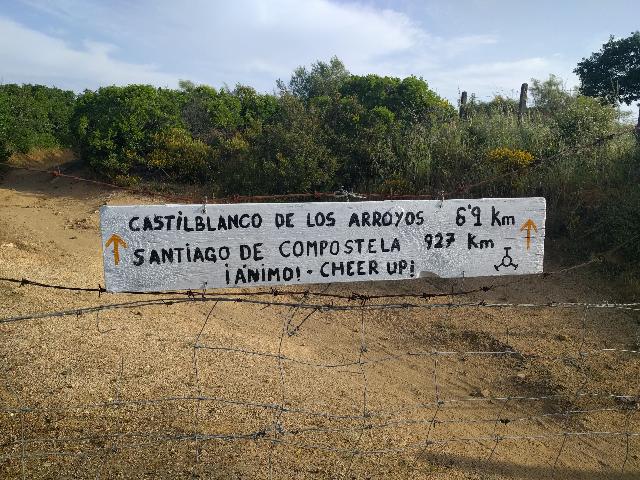 CASTILBLANCO DE LOS ARROYOS 6'9 Km
SANTIAGO DE COMPOSTELA 927 Km
¡ÁNIMO! - CHEER UP!